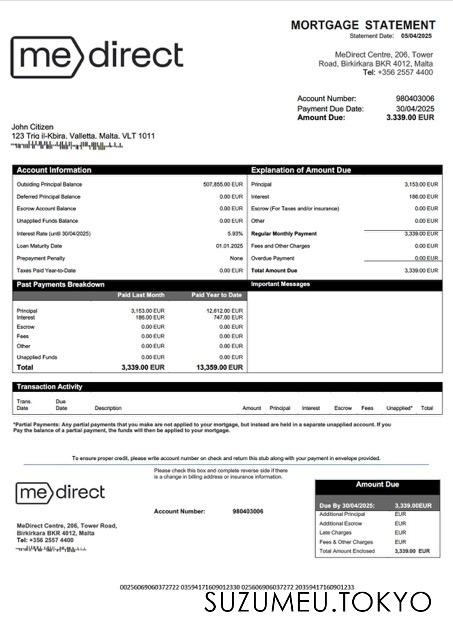 MORTGAGE STATEMENT
Statement Date: 05/04/2025
me direct
MeDirect Centre, 206, Tower
Road, Birkirkara BKR 4012, Malta
Tel: +356 2557 4400
Account Number: 980403006
Payment Due Date: 30/04/2025
Amount Due: 3.339.00 EUR
John Citizen
123 Triq il-Kbira, Valletta, Malta, VLT 1011
Account Information Explanation of Amount Due
Outsiding Principal Balance 507,855.00 EUR Principal 3,153.00 EUR
Deferred Principal Balance 0.00 EUR Interest 186.00 EUR
Escrow Account Balance 0.00 EUR Escrow (For Taxes and/or insurance) 0.00 EUR
Unapplied Funds Balance 0.00 EUR Other 0.00 EUR
Interest Rate (until 30/04/2025) 5.93% Regular Monthly Payment 3,339.00 EUR
Loan Maturity Date 01.01.2025 Fees and Other Charges 0.00 EUR
Prepayment Penalty None Overdue Payment 0.00 EUR
Taxes Paid Year-to-Date 0.00 EUR Total Amount Due 3,339.00 EUR
Past Payments Breakdown Important Messages
Paid Last Month Paid Year to Date
Principal 3,153.00 EUR 12,612.00 EUR
Interest 186.00 EUR 747.00 EUR
Escrow 0.00 EUR 0.00 EUR
Fees 0.00 EUR 0.00 EUR
Other 0.00 EUR 0.00 EUR
Unapplied Funds 0.00 EUR 0.00 EUR
Total 3,339.00 EUR 13,359.00 EUR
Transaction Activity
Trans. Due
Date Date Description Amount Principal Interest Escrow Fees Unapplied* Total
*Partial Payments: Any partial payments that you make are not applied to your mortgage, but instead are held in a separate unapplied account. If you
Pay the balance of a partial payment, the funds will then be applied to your mortgage.
To ensure proper credit, please write account number on check and return this stub along with your payment in envelope provided.
Please check this box and complete reverse side if there
is a change in billing address or insurance information.
me direct
Account Number: 980403006
MeDirect Centre, 206, Tower Road,
Birkirkara BKR 4012, Malta
Tel: +356 2557 4400
Amount Due
Due By 30/04/2025: 3,339.00EUR
Additional Principal EUR
Additional Escrow EUR
Late Charges EUR
Fees & Other Charges EUR
Total Amount Enclosed 3,339.00 EUR
SUZUMEU.TOKYO